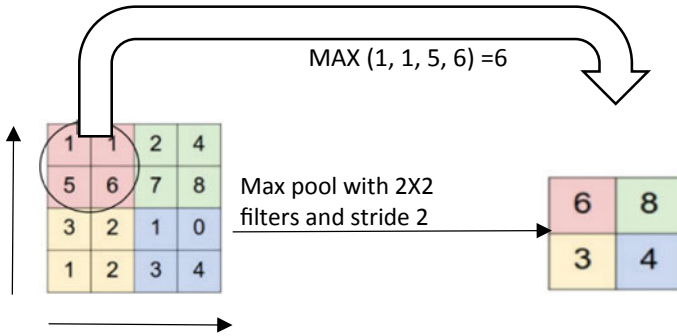 MAX (1, 1, 5, 6) =6
1 1 2 4
5 6 7 8
3 2 1 0
1 2 3 4
Max pool with 2X2
filters and stride 2
6 8
3 4